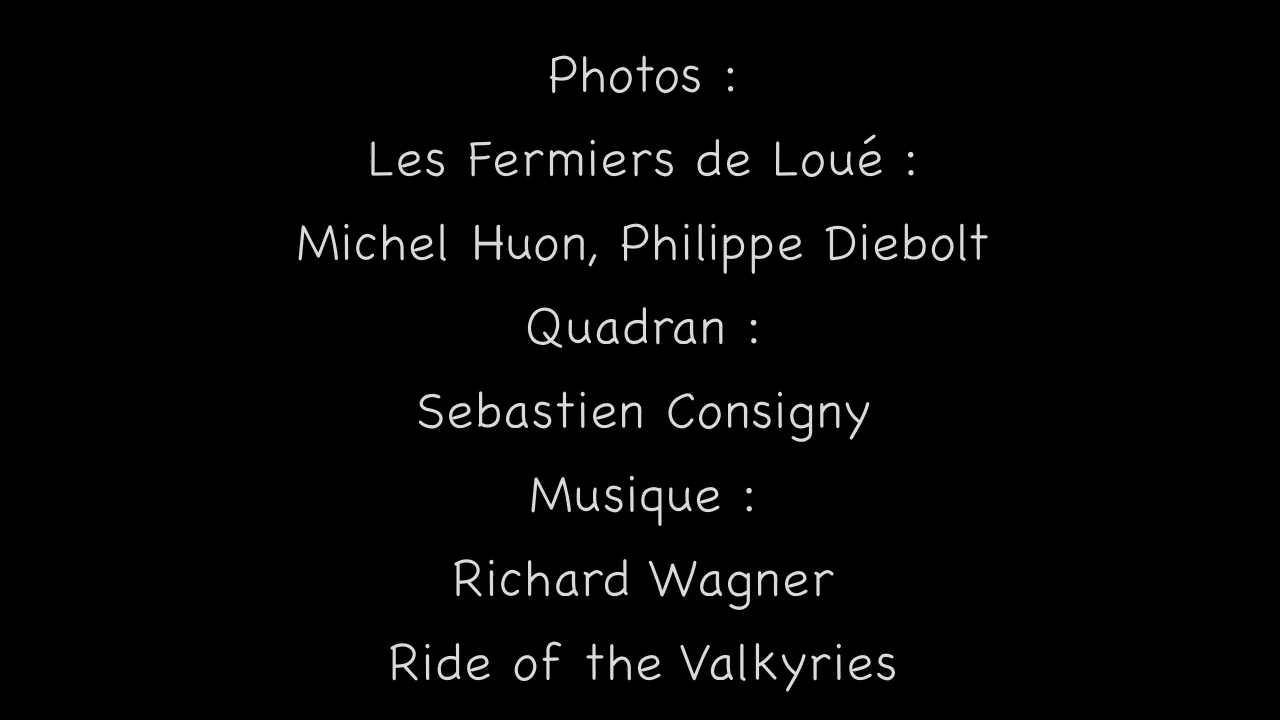 Photos :
Les Fermiers de Loué :
Michel Huon, Philippe Diebolt
Quadran :
Sebastien Consigny
Musique :
Richard Wagner
Ride of the Valkyries